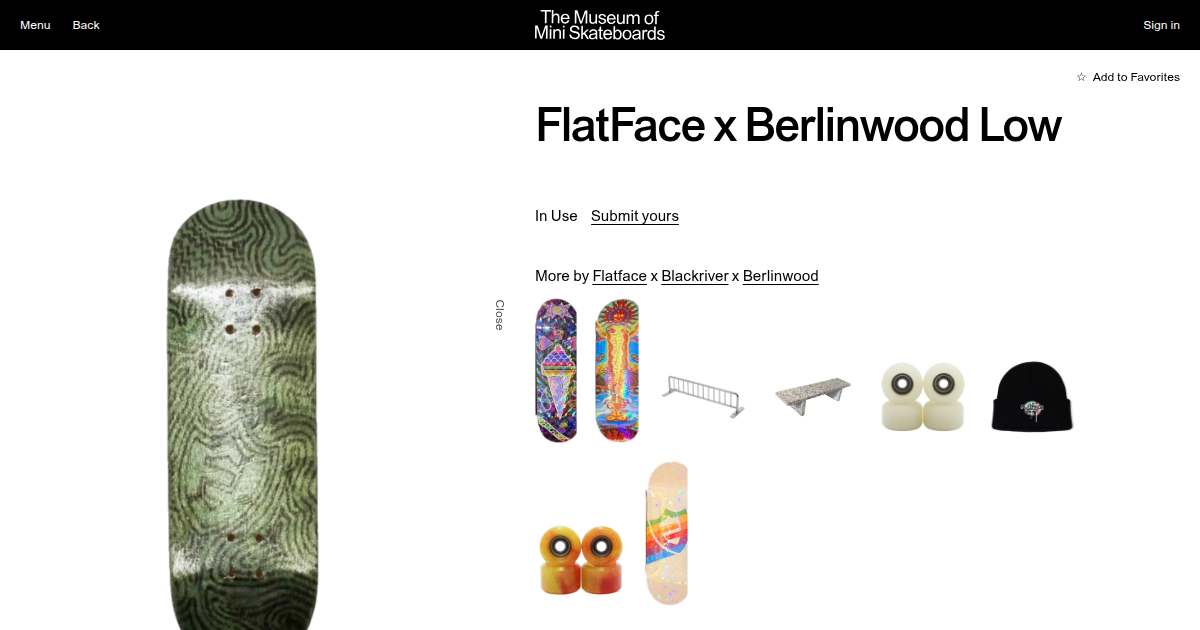 Menu Back
The Museum of
Mini Skateboards
Sign in
☆ Add to Favorites
FlatFace x Berlinwood Low
In Use Submit yours
More by Flatface x Blackriver x Berlinwood
Close